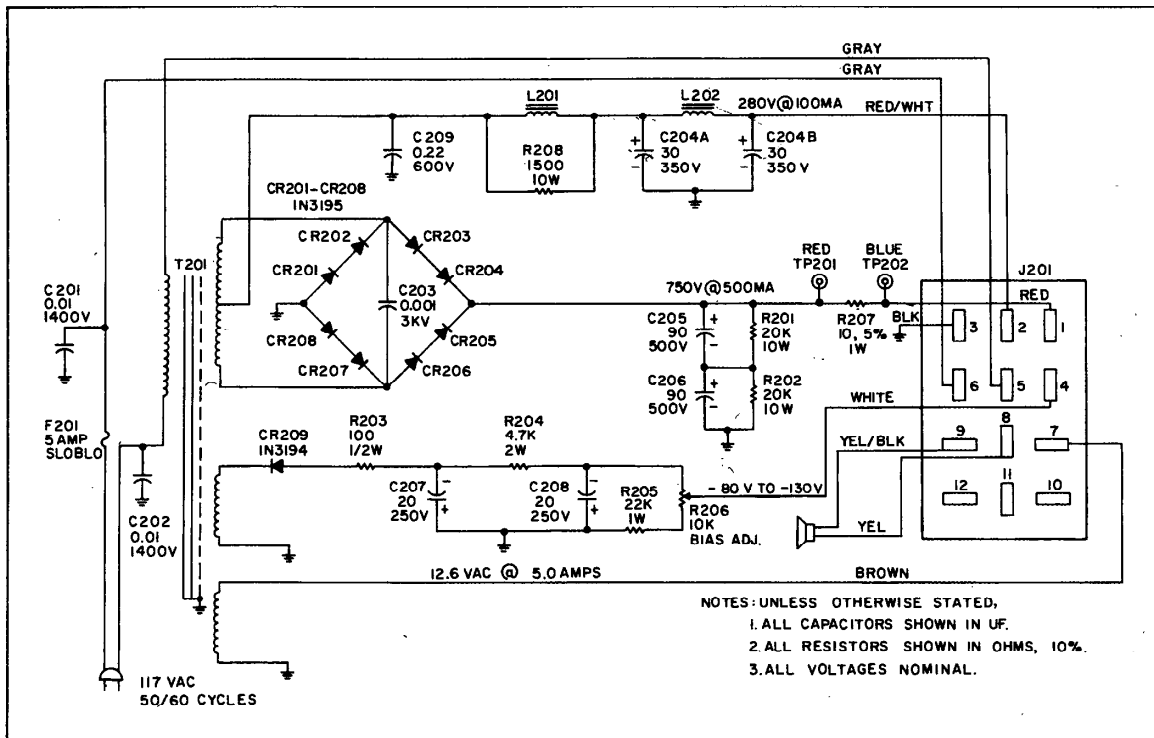 GRAY
GRAY
L201
L202
280V@100MA
RED/WHT
C209
0.22
600V
R208
1500
10W
+
C204A
30
350V
-
+
C204B
30
350V
-
CR201-CR208
1N3195
CR202
CR203
CR201
CR204
C203
0.001
3KV
CR208
CR205
CR207
CR206
T201
C201
0.01
1400V
RED
TP201
BLUE
TP202
J201
750V@500MA
RED
BLK
C205
90
500V
+
-
R201
20K
10W
R207
10, 5%
1W
3
2
1
C206
90
500V
+
-
R202
20K
10W
6
5
4
WHITE
F201
5 AMP
SLOBLO
CR209
1N3194
R203
100
1/2W
R204
4.7K
2W
YEL/BLK
9
8
7
C207
20
250V
-
+
C208
20
250V
-
+
R205
22K
1W
R206
10K
BIAS ADJ.
- 80 V TO -130V
12
11
10
YEL
C202
0.01
1400V
12.6 VAC @ 5.0 AMPS
BROWN
NOTES: UNLESS OTHERWISE STATED,
1. ALL CAPACITORS SHOWN IN UF.
2. ALL RESISTORS SHOWN IN OHMS, 10%.
3. ALL VOLTAGES NOMINAL.
117 VAC
50/60 CYCLES